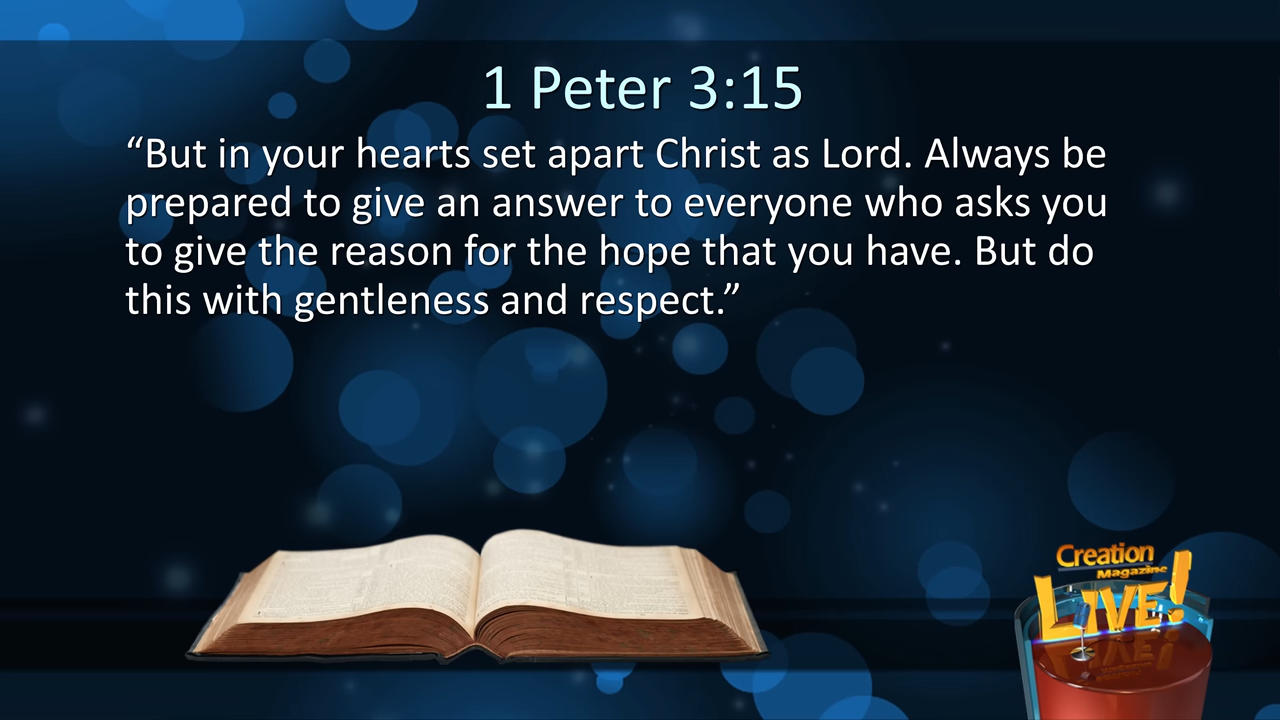 1 Peter 3:15
“But in your hearts set apart Christ as Lord. Always be
prepared to give an answer to everyone who asks you
to give the reason for the hope that you have. But do
this with gentleness and respect.”
Creation
Magazine
LIVE!